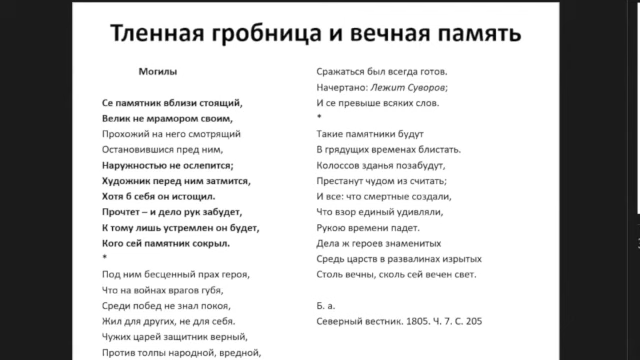 Тленная гробница и вечная память
Могилы
Се памятник вблизи стоящий,
Велик не мрамором своим,
Прохожий на него смотрящий
Остановившися пред ним,
Наружностью не ослепится;
Художник перед ним затмится,
Хотя б себя он истощил.
Прочтет – и дело рук забудет,
К тому лишь устремлен он будет,
Кого сей памятник сокрыл.
*
Под ним бесценный прах героя,
Что на войнах врагов губя,
Среди побед не знал покоя,
Жил для других, не для себя.
Чужих царей защитник верный,
Против толпы народной, вредной,
Сражаться был всегда готов.
Начертано: Лежит Суворов;
И се превыше всяких слов.
*
Такие памятники будут
В грядущих временах блистать.
Колоссов зданья позабудут,
Престанут чудом их считать;
И все: что смертные создали,
Что взор единый удивляли,
Рукою времени падет.
Дела ж героев знаменитых
Средь царств в развалинах изрытых
Столь вечны, сколь сей вечен свет.
Б. а.
Северный вестник. 1805. Ч. 7. С. 205